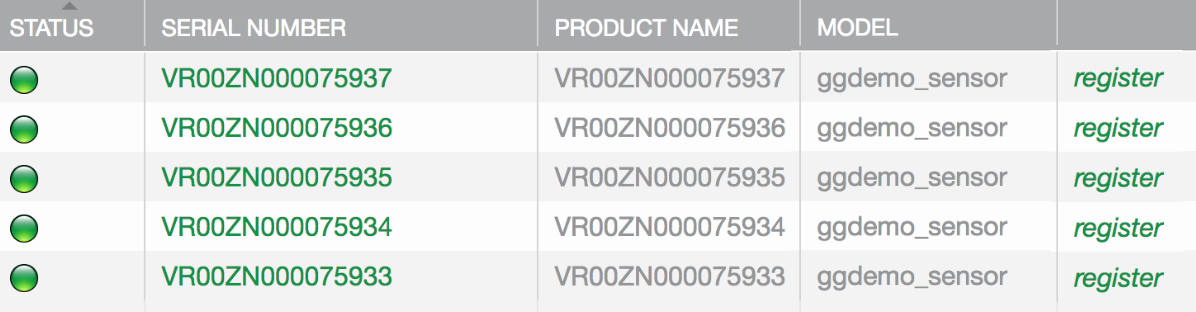 STATUS SERIAL NUMBER PRODUCT NAME MODEL
VR00ZN000075937 VR00ZN000075937 ggdemo_sensor register
VR00ZN000075936 VR00ZN000075936 ggdemo_sensor register
VR00ZN000075935 VR00ZN000075935 ggdemo_sensor register
VR00ZN000075934 VR00ZN000075934 ggdemo_sensor register
VR00ZN000075933 VR00ZN000075933 ggdemo_sensor register